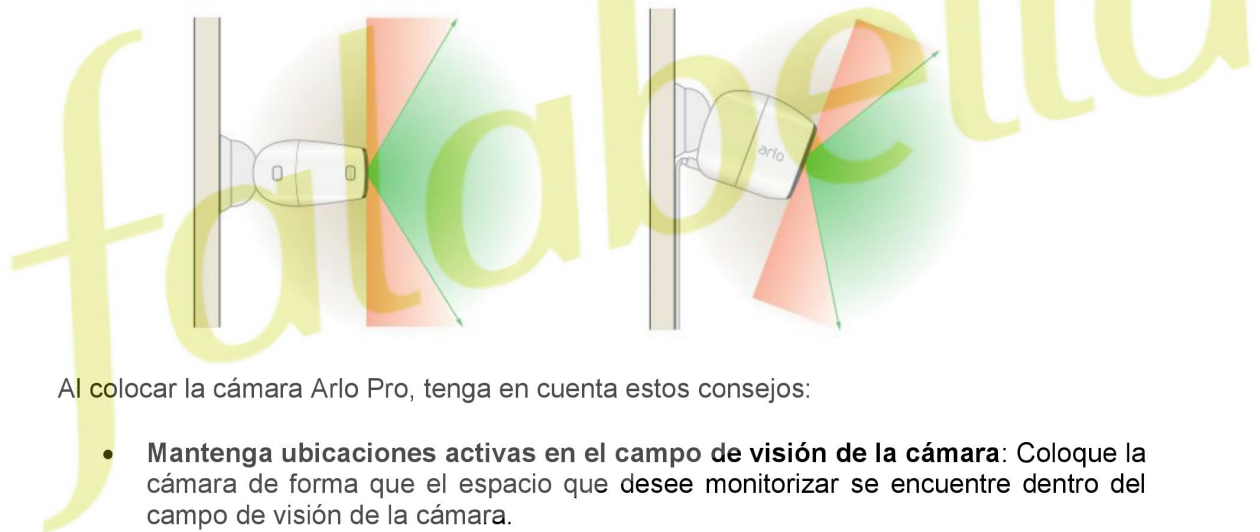 falabella
arlo
Al colocar la cámara Arlo Pro, tenga en cuenta estos consejos:
• Mantenga ubicaciones activas en el campo de visión de la cámara: Coloque la
cámara de forma que el espacio que desee monitorizar se encuentre dentro del
campo de visión de la cámara.